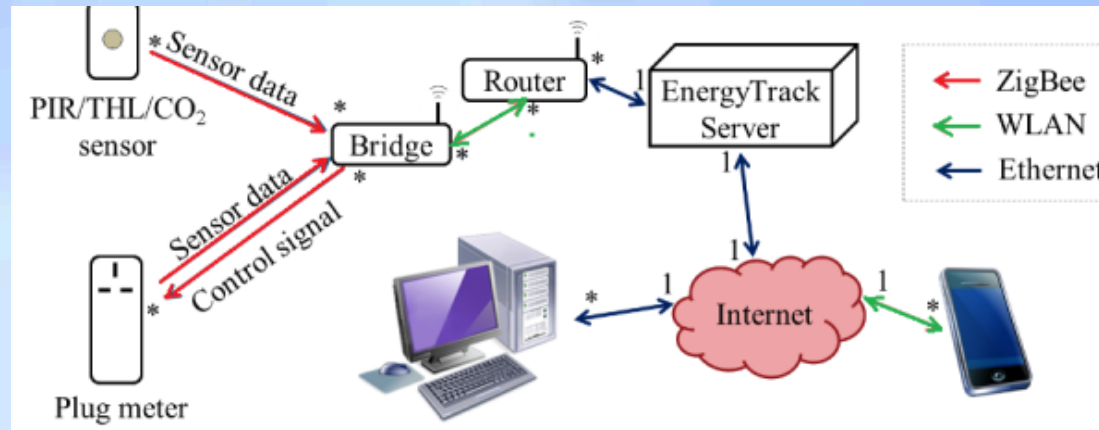 * Sensor data
PIR/THL/CO₂
sensor
*
Bridge
*
*
Router
*
*
1
EnergyTrack
Server
1
ZigBee
WLAN
Ethernet
Sensor data
Control signal
*
Plug meter
*
1
1
Internet
1
*